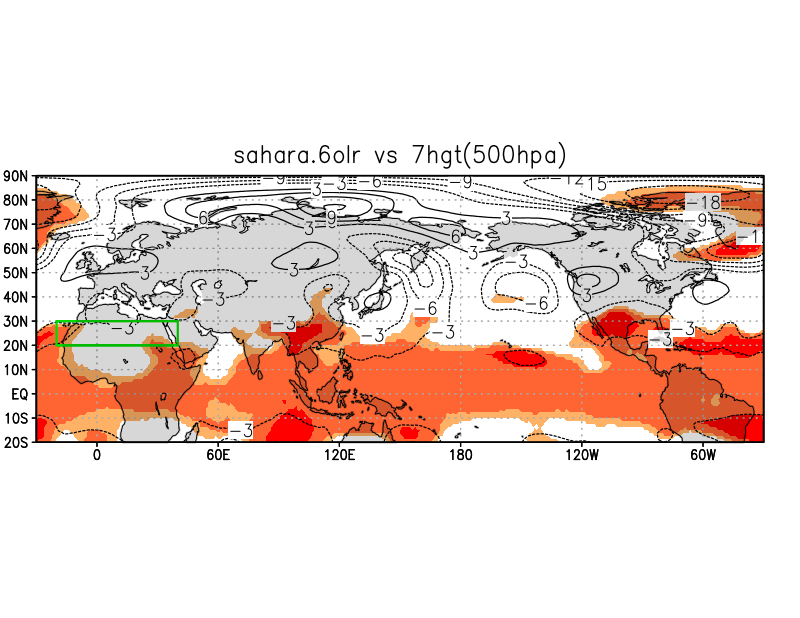 sahara.6olr vs 7hgt(500hpa)
90N
-9 -3 -6 -9 -12 15
3
80N
-18
6 9 3 -9
70N
-3 3 6 -1
60N
3 3 3 -3
50N
-3 3
40N
-6 -6
30N
-3 -3 -3 -3 -3 -3
20N
10N
EQ
10S
-3
20S
0 60E 120E 180 120W 60W